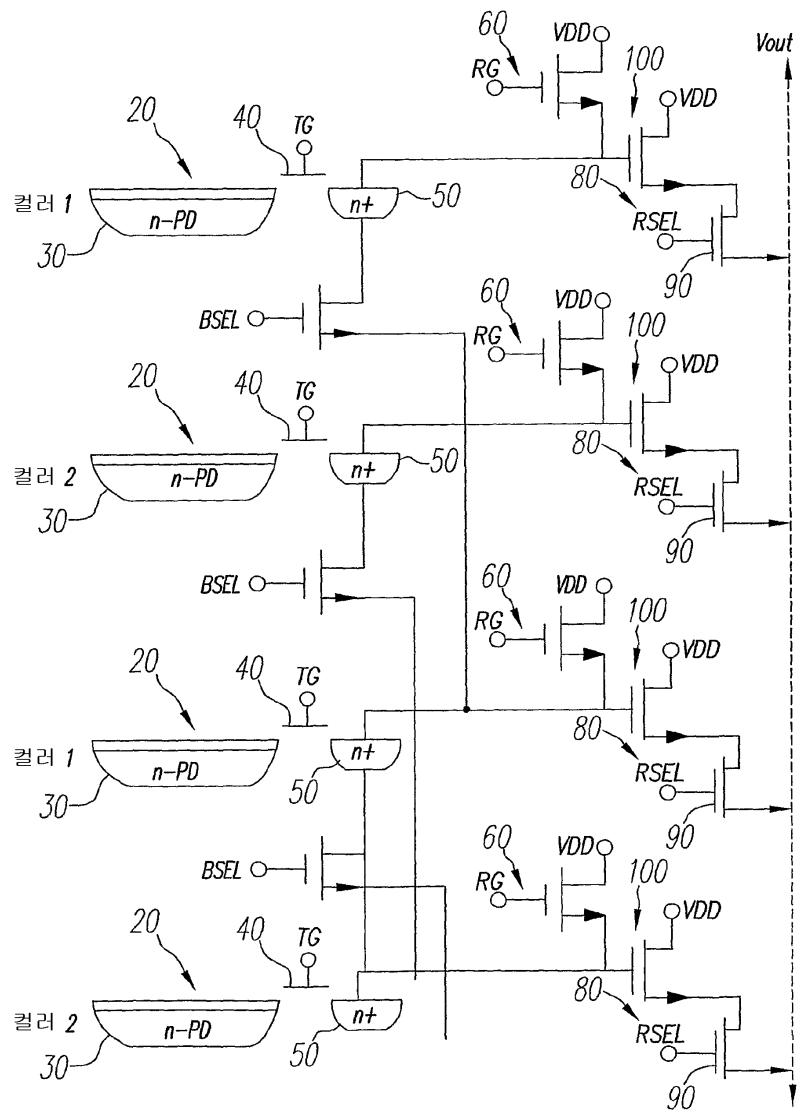 60
VDD
Vout
RG
100
VDD
20
40
TG
80
컬러 1
n-PD
n+
50
RSEL
30
90
60
VDD
BSEL
RG
100
VDD
20
40
TG
80
컬러 2
n-PD
n+
50
RSEL
30
90
60
VDD
BSEL
RG
100
VDD
20
40
TG
80
컬러 1
n-PD
n+
RSEL
30
50
90
60
VDD
BSEL
RG
100
VDD
20
40
TG
80
컬러 2
n-PD
n+
RSEL
30
50
90